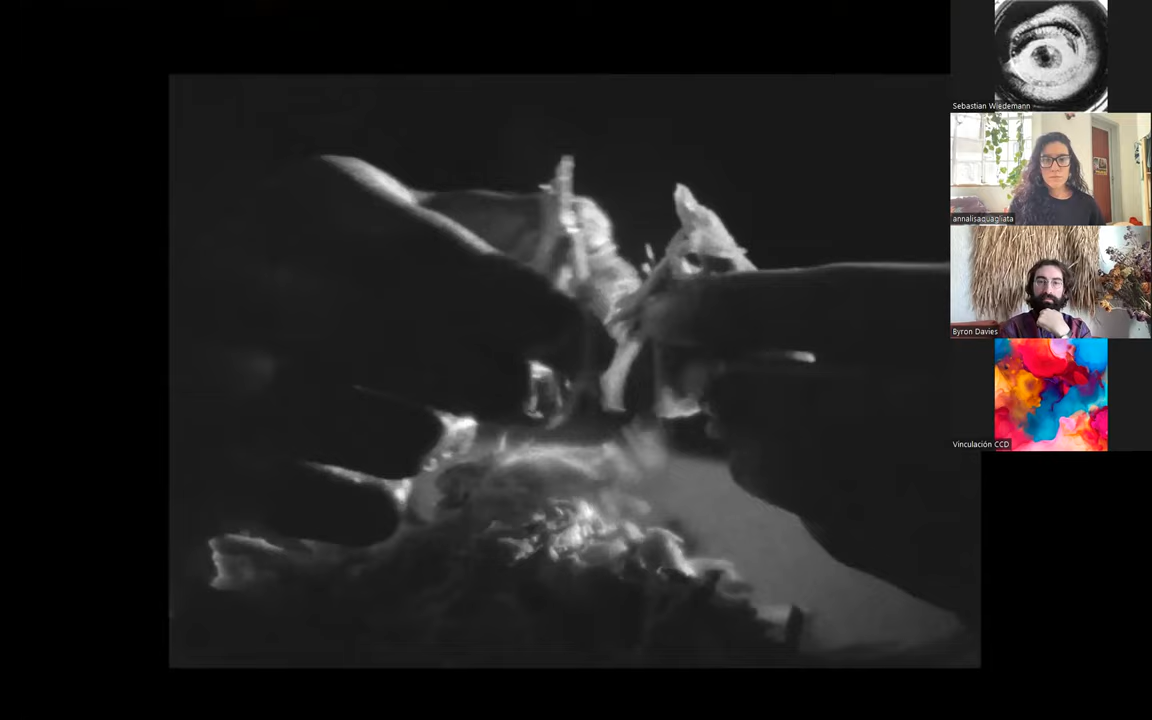 Sebastian Wiedemann
annalisaquagliata
Byron Davies
Vinculación CCD